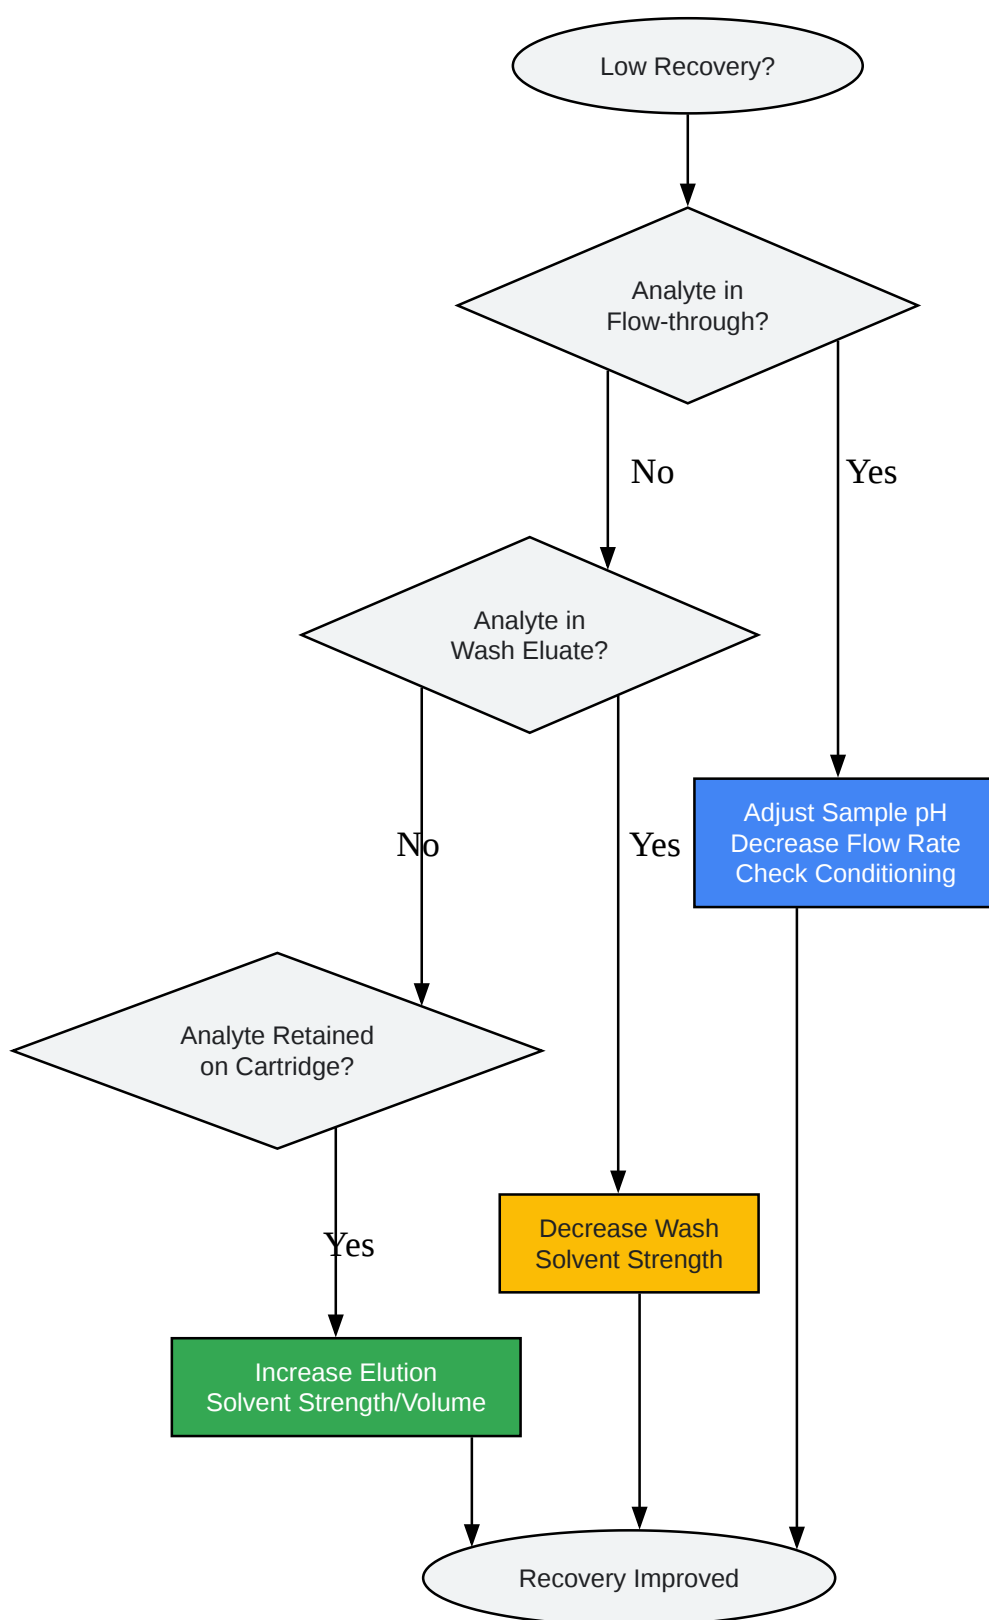 Low Recovery?
Analyte in
Flow-through?
No
Yes
Analyte in
Wash Eluate?
Adjust Sample pH
Decrease Flow Rate
Check Conditioning
No
Yes
Analyte Retained
on Cartridge?
Decrease Wash
Solvent Strength
Yes
Increase Elution
Solvent Strength/Volume
Recovery Improved